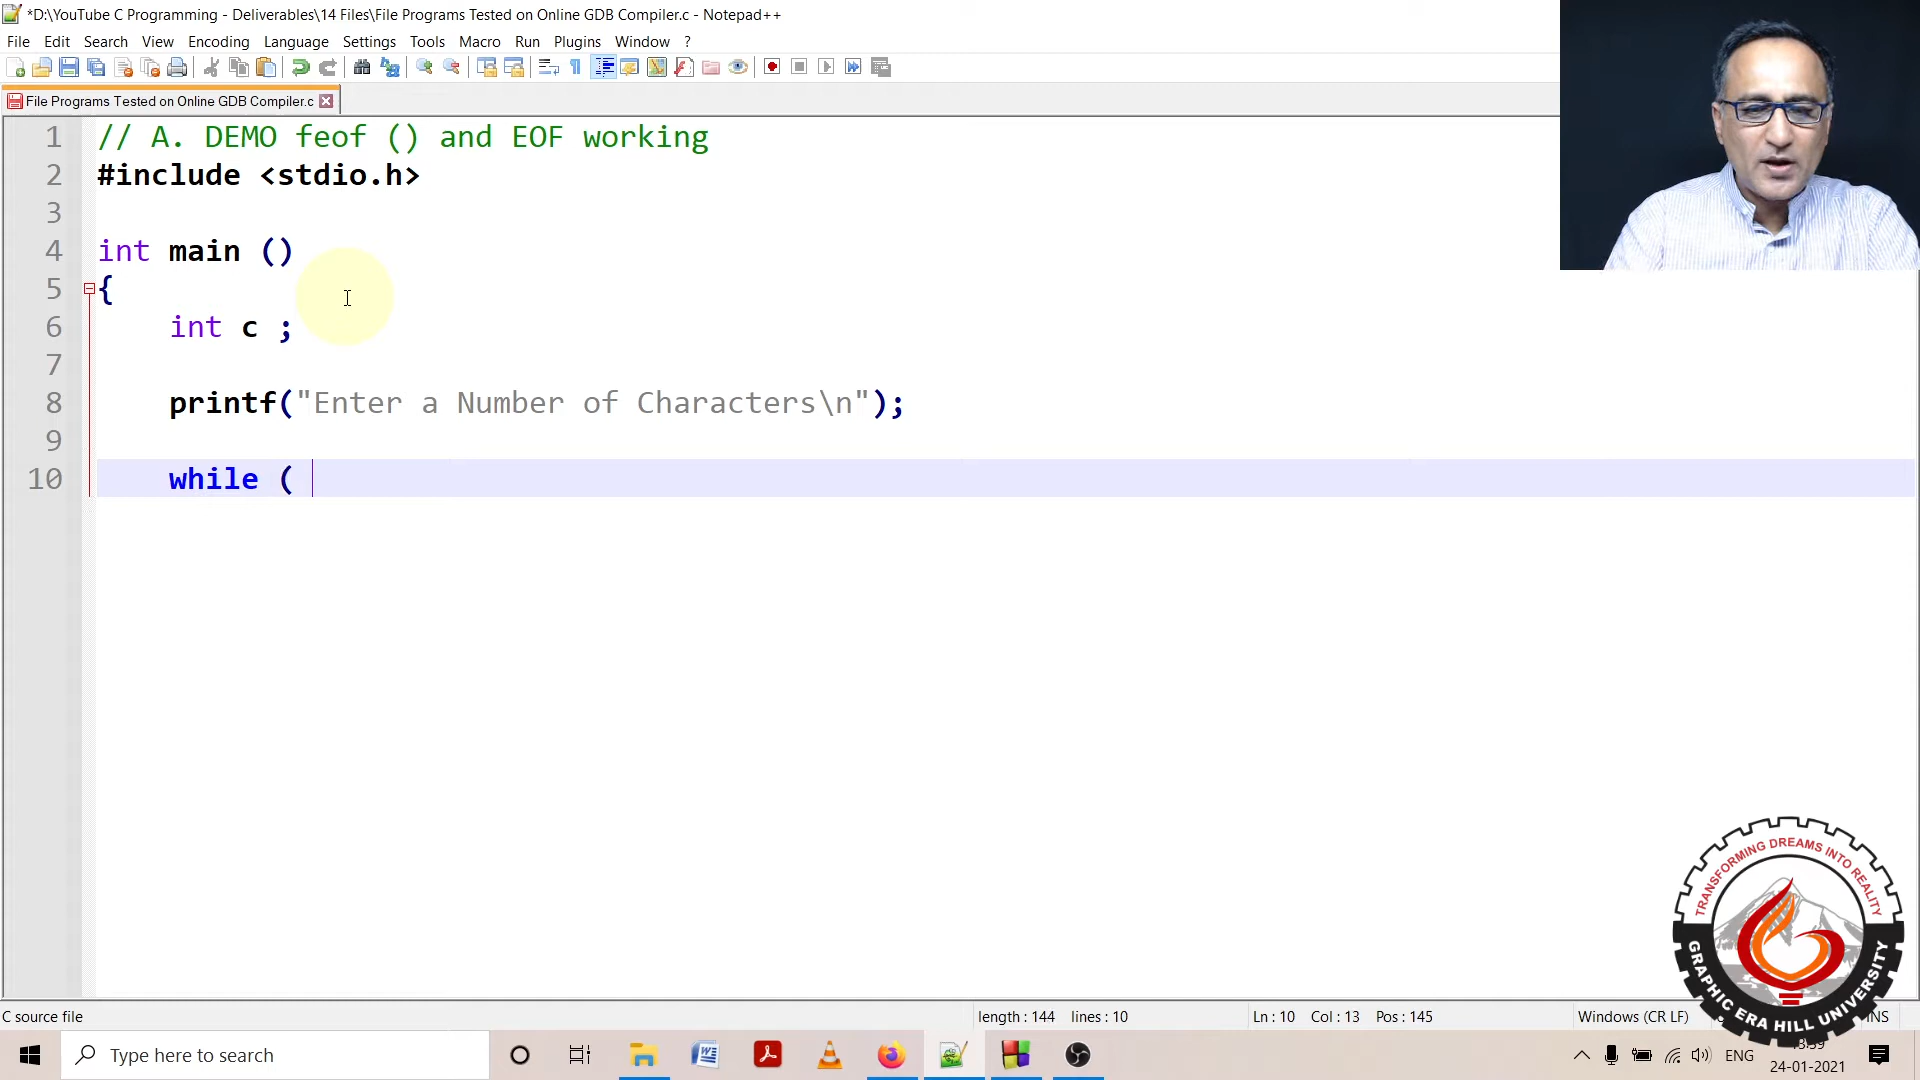 *D:\YouTube C Programming - Deliverables\14 Files\File Programs Tested on Online GDB Compiler.c - Notepad++
File Edit Search View Encoding Language Settings Tools Macro Run Plugins Window ?
File Programs Tested on Online GDB Compiler.c
1 // A. DEMO feof () and EOF working
2 #include <stdio.h>
3
4 int main ()
5 {
6 int c ;
7
8 printf("Enter a Number of Characters\n");
9
10 while (
TRANSFORMING DREAMS INTO REALITY
GRAPHIC ERA HILL UNIVERSITY
C source file length : 144 lines : 10 Ln : 10 Col : 13 Pos : 145 Windows (CR LF) INS
Type here to search ENG
24-01-2021